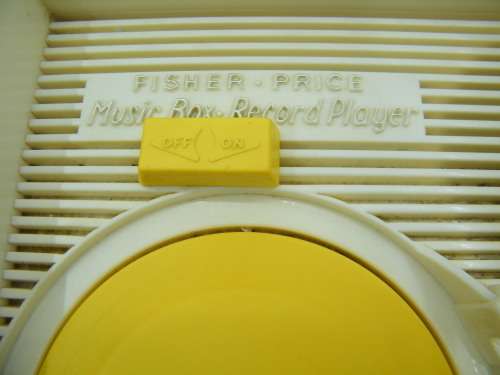 FISHER·PRICE
Music Box·Record Player
OFF ON